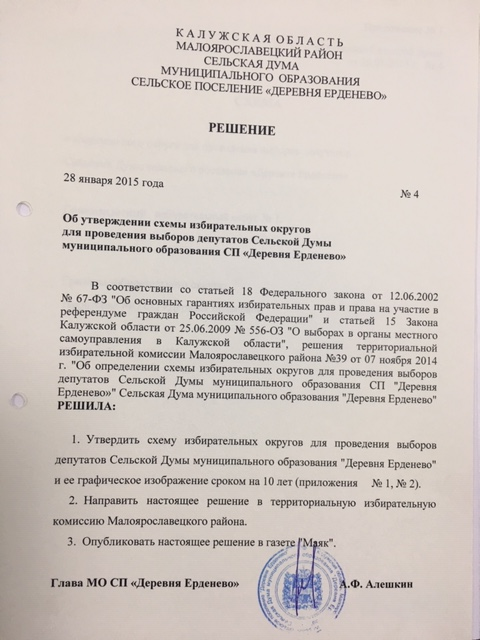 КАЛУЖСКАЯ ОБЛАСТЬ
МАЛОЯРОСЛАВЕЦКИЙ РАЙОН
СЕЛЬСКАЯ ДУМА
МУНИЦИПАЛЬНОГО ОБРАЗОВАНИЯ
СЕЛЬСКОЕ ПОСЕЛЕНИЕ «ДЕРЕВНЯ ЕРДЕНЕВО»
РЕШЕНИЕ
28 января 2015 года
№ 4
Об утверждении схемы избирательных округов
для проведения выборов депутатов Сельской Думы
муниципального образования СП «Деревня Ерденево»
В соответствии со статьей 18 Федерального закона от 12.06.2002
№ 67-ФЗ "Об основных гарантиях избирательных прав и права на участие в
референдуме граждан Российской Федерации" и статьей 15 Закона
Калужской области от 25.06.2009 № 556-ОЗ "О выборах в органы местного
самоуправления в Калужской области", решения территориальной
избирательной комиссии Малоярославецкого района №39 от 07 ноября 2014
г. "Об определении схемы избирательных округов для проведения выборов
депутатов Сельской Думы муниципального образования СП "Деревня
Ерденево»" Сельская Дума муниципального образования "Деревня Ерденево"
РЕШИЛА:
1. Утвердить схему избирательных округов для проведения выборов
депутатов Сельской Думы муниципального образования "Деревня Ерденево"
и ее графическое изображение сроком на 10 лет (приложения № 1, № 2).
2. Направить настоящее решение в территориальную избирательную
комиссию Малоярославецкого района.
3. Опубликовать настоящее решение в газете "Маяк".
Глава МО СП «Деревня Ерденево» А.Ф. Алешкин